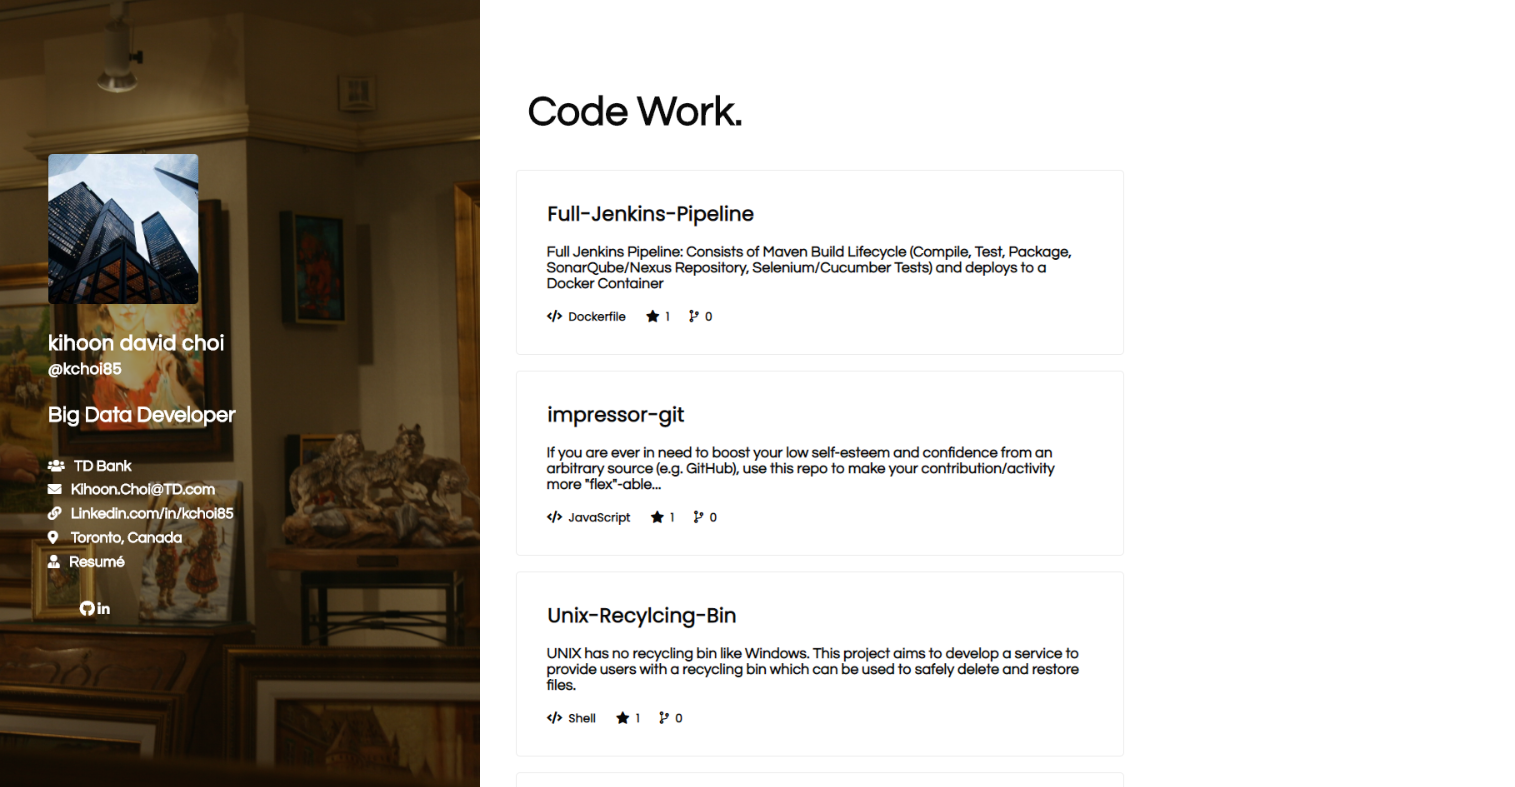 kihoon david choi
@kchoi85
Big Data Developer
TD Bank
Kihoon.Choi@TD.com
Linkedin.com/in/kchoi85
Toronto, Canada
Resumé
in
Code Work.
Full-Jenkins-Pipeline
Full Jenkins Pipeline: Consists of Maven Build Lifecycle (Compile, Test, Package,
SonarQube/Nexus Repository, Selenium/Cucumber Tests) and deploys to a
Docker Container
Dockerfile 1 0
impressor-git
If you are ever in need to boost your low self-esteem and confidence from an
arbitrary source (e.g. GitHub), use this repo to make your contribution/activity
more "flex"-able...
JavaScript 1 0
Unix-Recylcing-Bin
UNIX has no recycling bin like Windows. This project aims to develop a service to
provide users with a recycling bin which can be used to safely delete and restore
files.
Shell 1 0